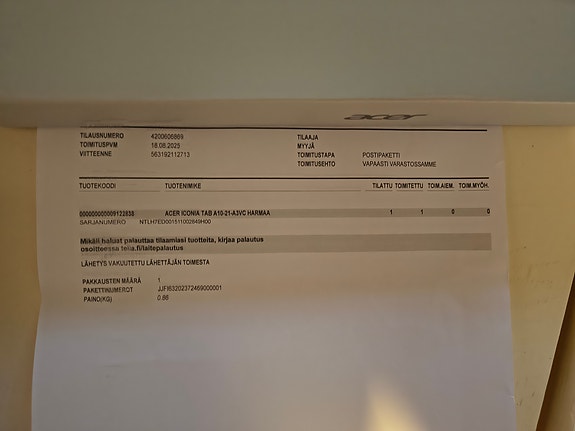 acer
TILAUSNUMERO 4200606869 TILAAJA
TOIMITUSPVM 18.08.2025 MYYJÄ
VIITTEENNE 563192112713 TOIMITUSTAPA POSTIPAKETTI
TOIMITUSEHTO VAPAASTI VARASTOSSAMME
TUOTEKOODI TUOTENIMIKE TILATTU TOIMITETTU TOIM.AIEM. TOIM.MYÖH.
ACER ICONIA TAB A10-21-A3VC HARMAA 1 1 0 0
SARJANUMERO
Mikäli haluat palauttaa tilaamiasi tuotteita, kirjaa palautus
osoitteessa telia.fi/laitepalautus
LÄHETYS VAKUUTETTU LÄHETTÄJÄN TOIMESTA
PAKKAUSTEN MÄÄRÄ 1
PAKETTINUMEROT JJFI63202372469000001
PAINO(KG) 0.86